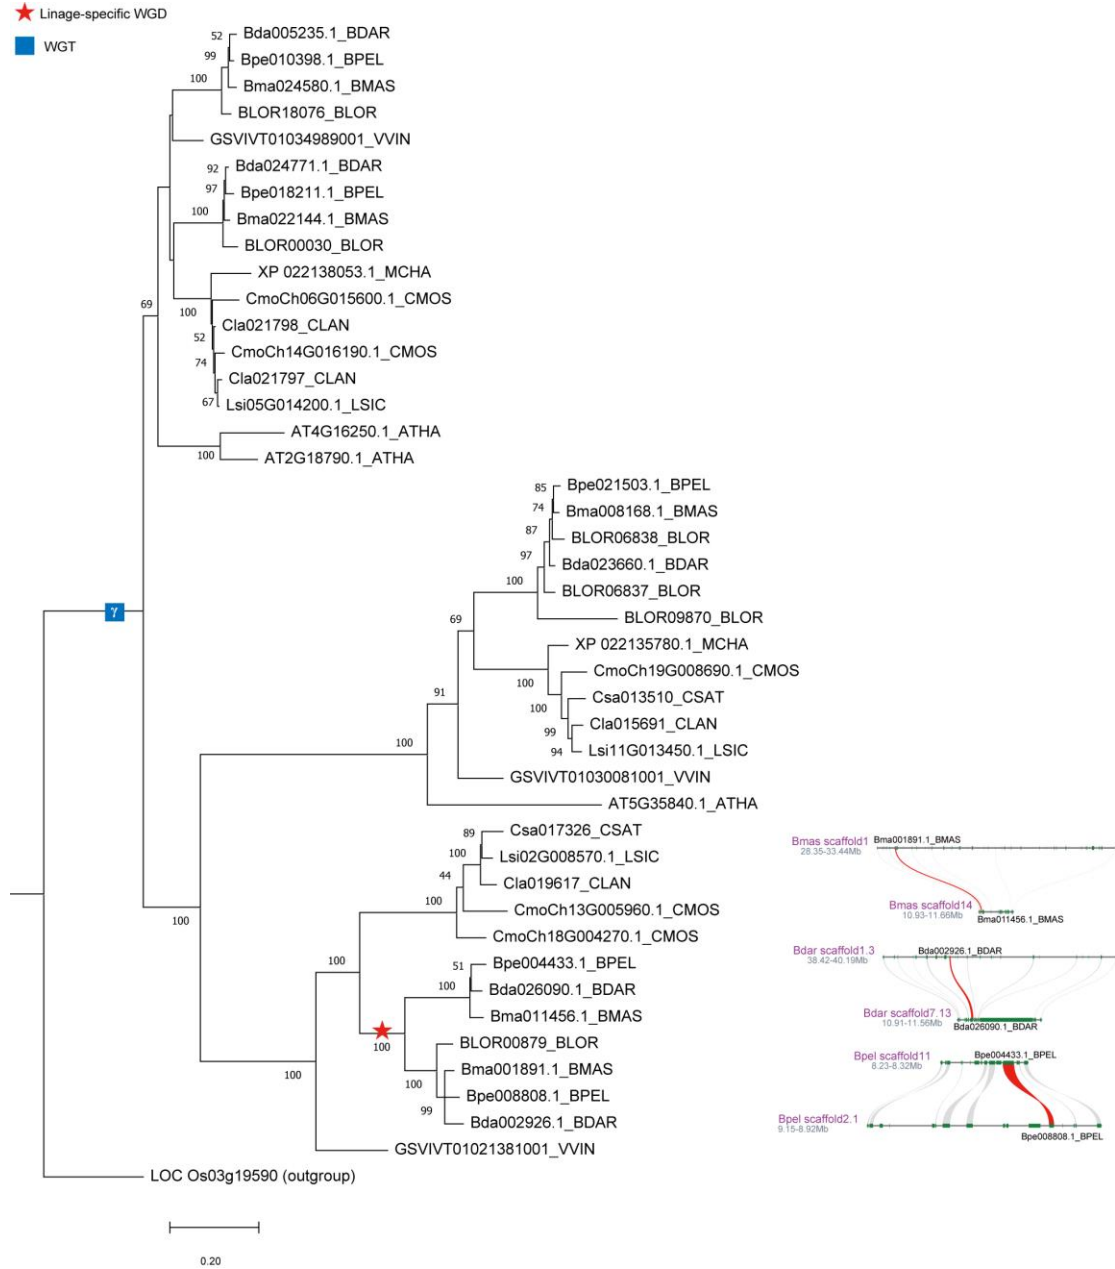 Linage-specific WGD
WGT
52
Bda005235.1_BDAR
99
Bpe010398.1_BPEL
100
Bma024580.1_BMAS
BLOR18076_BLOR
GSVIVT01034989001_VVIN
92
Bda024771.1_BDAR
97
Bpe018211.1_BPEL
100
Bma022144.1_BMAS
BLOR00030_BLOR
XP 022138053.1_MCHA
69
100
CmoCh06G015600.1_CMOS
52
Cla021798_CLAN
74
CmoCh14G016190.1_CMOS
Cla021797_CLAN
67
Lsi05G014200.1_LSIC
AT4G16250.1_ATHA
100
AT2G18790.1_ATHA
85
Bpe021503.1_BPEL
74
Bma008168.1_BMAS
87
BLOR06838_BLOR
97
Bda023660.1_BDAR
100
BLOR06837_BLOR
γ
69
BLOR09870_BLOR
XP 022135780.1_MCHA
100
CmoCh19G008690.1_CMOS
91
100
Csa013510_CSAT
99
Cla015691_CLAN
100
94
Lsi11G013450.1_LSIC
GSVIVT01030081001_VVIN
AT5G35840.1_ATHA
89
Csa017326_CSAT
100
Lsi02G008570.1_LSIC
44
Cla019617_CLAN
100
CmoCh13G005960.1_CMOS
100
CmoCh18G004270.1_CMOS
100
51
Bpe004433.1_BPEL
100
Bda026090.1_BDAR
Bma011456.1_BMAS
100
BLOR00879_BLOR
100
100
Bma001891.1_BMAS
99
Bpe008808.1_BPEL
Bda002926.1_BDAR
GSVIVT01021381001_VVIN
LOC Os03g19590 (outgroup)
0.20
Bmas scaffold1
Bma001891.1_BMAS
28.35-33.44Mb
Bmas scaffold14
10.93-11.66Mb
Bma011456.1_BMAS
Bdar scaffold1.3
Bda002926.1_BDAR
38.42-40.19Mb
Bdar scaffold7.13
10.91-11.56Mb
Bda026090.1_BDAR
Bpel scaffold11
Bpe004433.1_BPEL
8.23-8.32Mb
Bpel scaffold2.1
9.15-8.92Mb
Bpe008808.1_BPEL